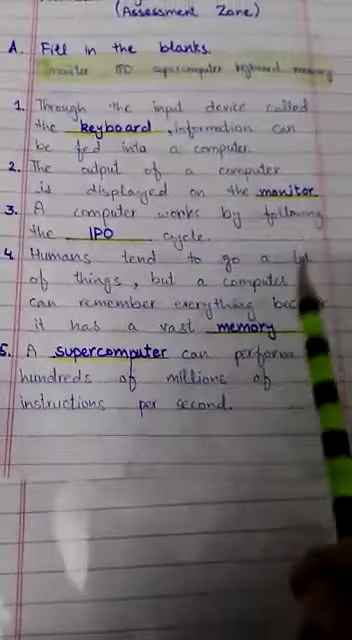 (Assessment Zone)
A. Fill in the blanks.
monitor IPO supercomputer keyboard memory
1. Through the input device called
the keyboard, information can
be fed inta a computer.
2. The output of a computer
is displayed on the monitor
3. A computer works by following
the IPO cycle.
4. Humans tend to go a
of things, but a computer
can remember everything
it has a vast memory
5. A supercomputer can perform
hundreds of millions of
instructions per second.